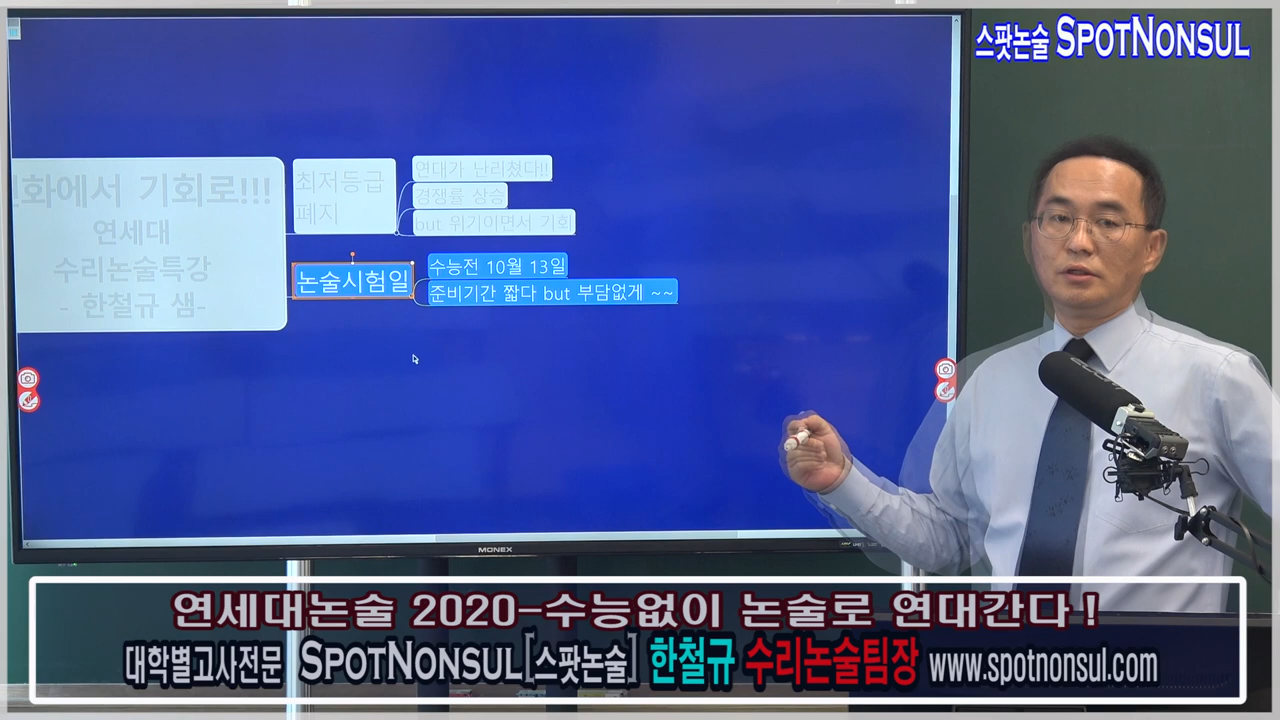 스팟논술 SPOTNONSUL
변화에서 기회로!!!
연세대
수리논술특강
- 한철규 샘-
최저등급
폐지
연대가 난리쳤다!!
경쟁률 상승
but 위기이면서 기회
논술시험일
수능전 10월 13일
준비기간 짧다 but 부담없게 ~~
MONEX
연세대논술 2020-수능없이 논술로 연대간다!
대학별고사전문 SPOTNONSUL[스팟논술] 한철규 수리논술팀장 www.spotnonsul.com